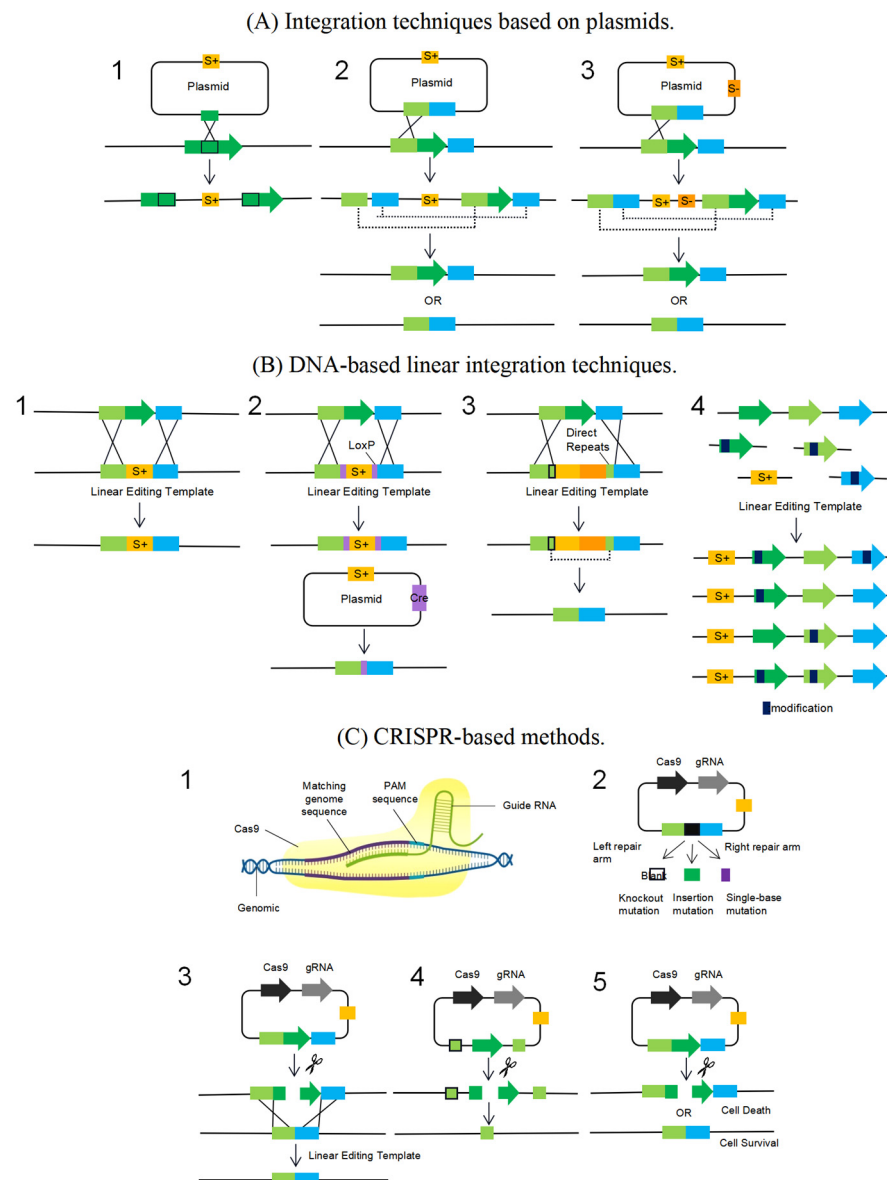 (A) Integration techniques based on plasmids.
1
S+
Plasmid
S+
2
S+
Plasmid
S+
OR
3
S+
S-
Plasmid
S+
S-
OR
(B) DNA-based linear integration techniques.
1
S+
Linear Editing Template
S+
2
LoxP
S+
Linear Editing Template
S+
S+
Plasmid
Cre
3
Direct
Repeats
Linear Editing Template
4
S+
Linear Editing Template
S+
S+
S+
S+
modification
(C) CRISPR-based methods.
1
Matching
genome
sequence
PAM
sequence
Guide RNA
Cas9
Genomic
2
Cas9 gRNA
Left repair
arm
Right repair arm
Blank
Knockout
mutation
Insertion
mutation
Single-base
mutation
3
Cas9 gRNA
Linear Editing Template
4
Cas9 gRNA
5
Cas9 gRNA
OR
Cell Death
Cell Survival